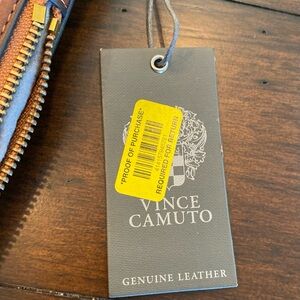 "PROOF OF PURCHASE"
REQUIRED FOR RETURN
VINCE
CAMUTO
GENUINE LEATHER